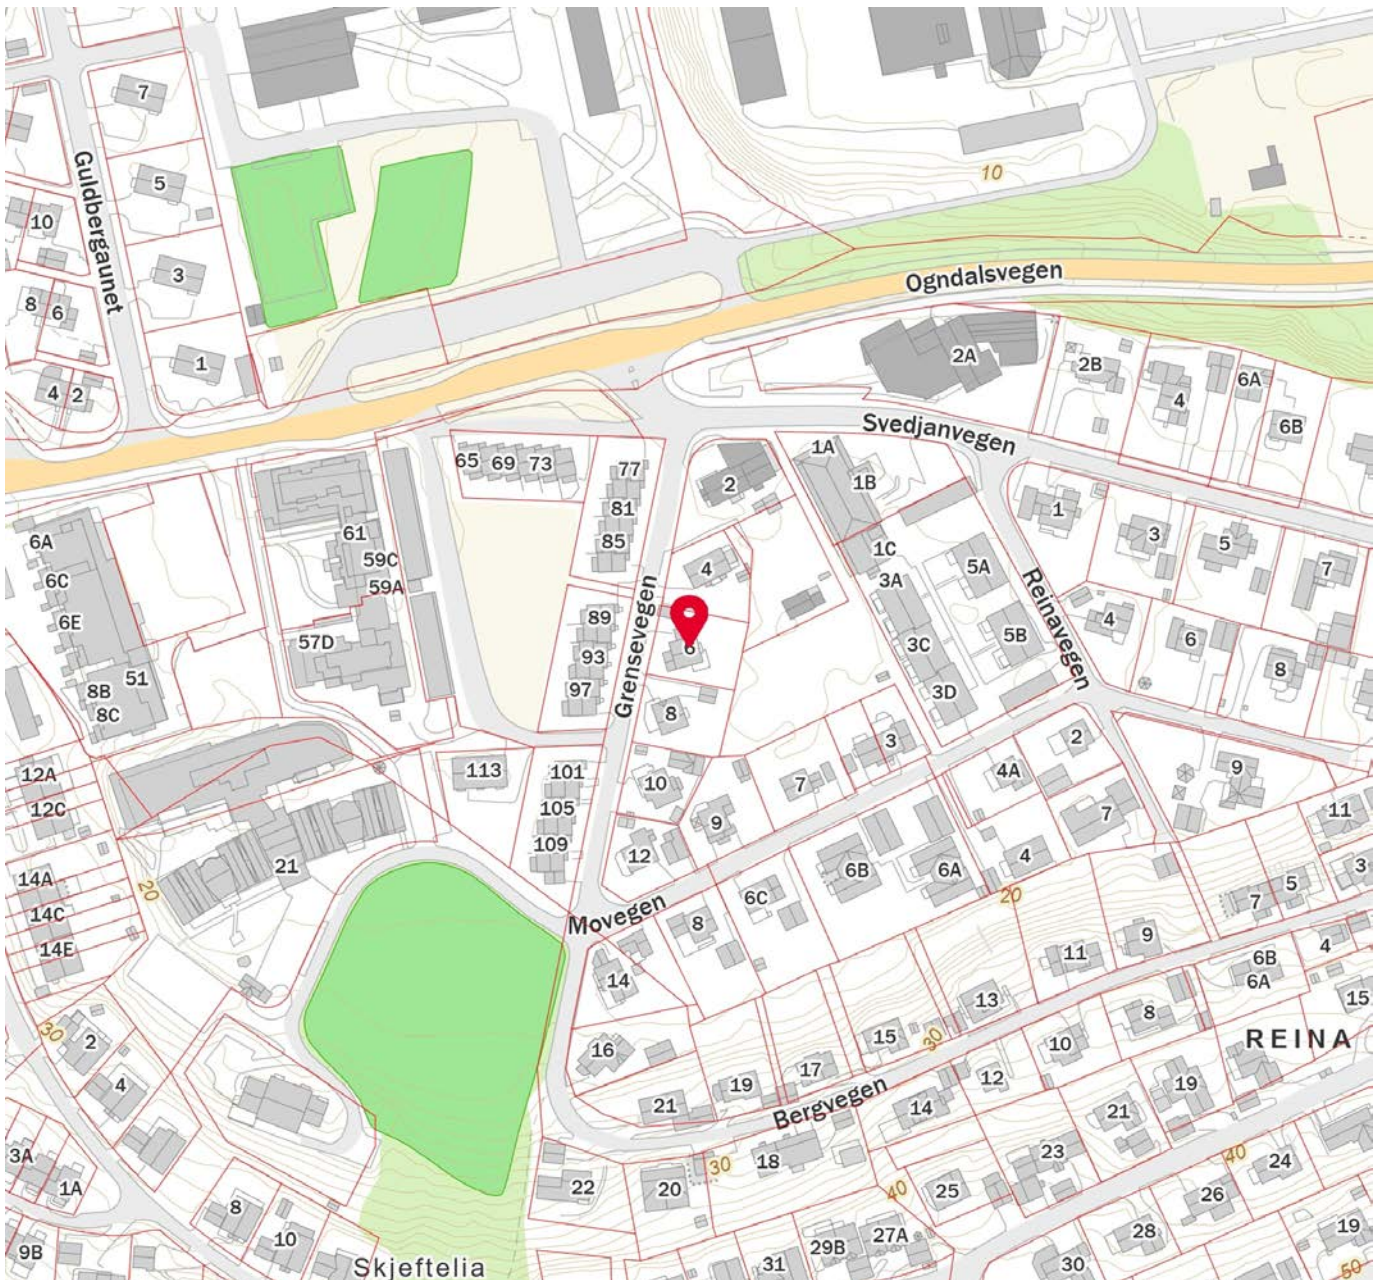 7
Guldbergaunet
5
10
3
8
6
1
4
2
10
Ogndalsvegen
2A
2B
4
6A
6B
Svedjanvegen
65
69
73
77
81
85
2
1A
1B
1C
1
3
5
7
61
59C
59A
57D
6A
6C
6E
51
8B
8C
4
6
89
93
97
Grensevegen
8
3A
3C
3D
5A
5B
Reinavegen
4
6
8
12A
12C
14A
14C
14E
20
21
113
101
105
109
10
12
9
7
3
4A
2
7
4
9
11
3
5
7
6B
6A
6C
20
Movegen
8
14
16
11
9
6B
6A
4
15
13
15
30
17
19
21
Bergvegen
8
10
12
14
REINA
19
21
23
18
30
20
22
30
2
4
3A
1A
8
10
9B
Skjeftelia
40
25
27A
29B
31
40
24
26
28
30
19
50